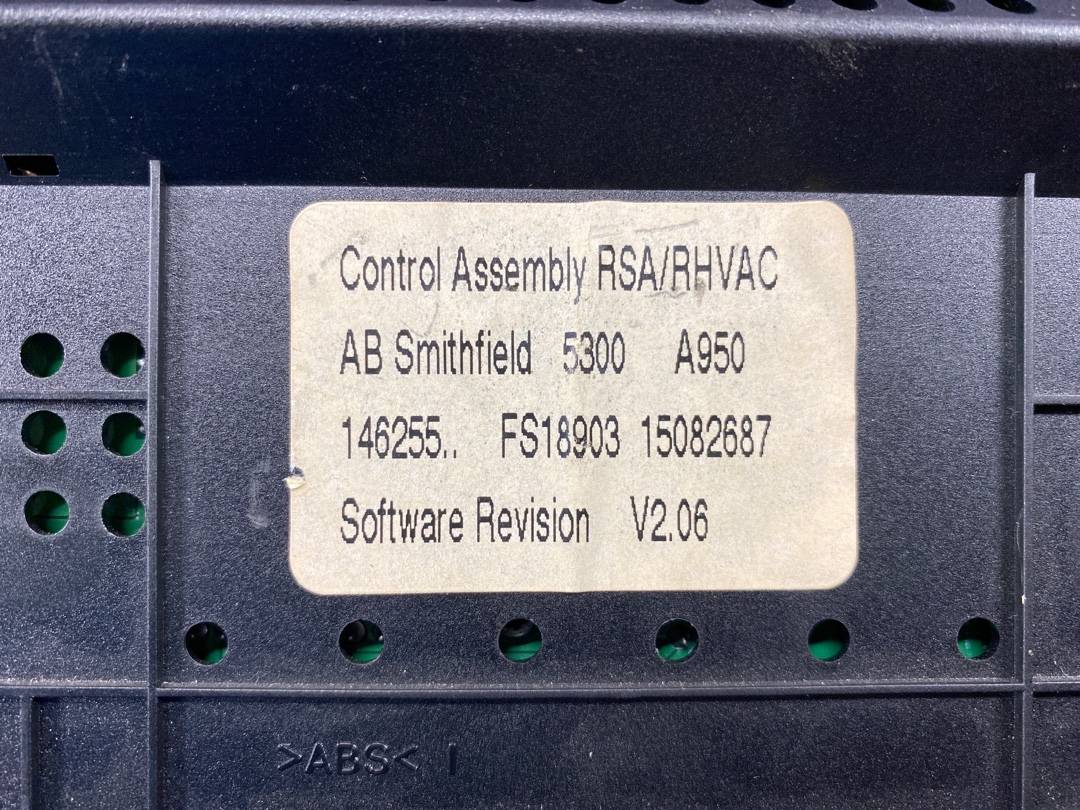 Control Assembly RSA/RHVAC
AB Smithfield 5300 A950
146255.. FS18903 15082687
Software Revision V2.06
>ABS< I